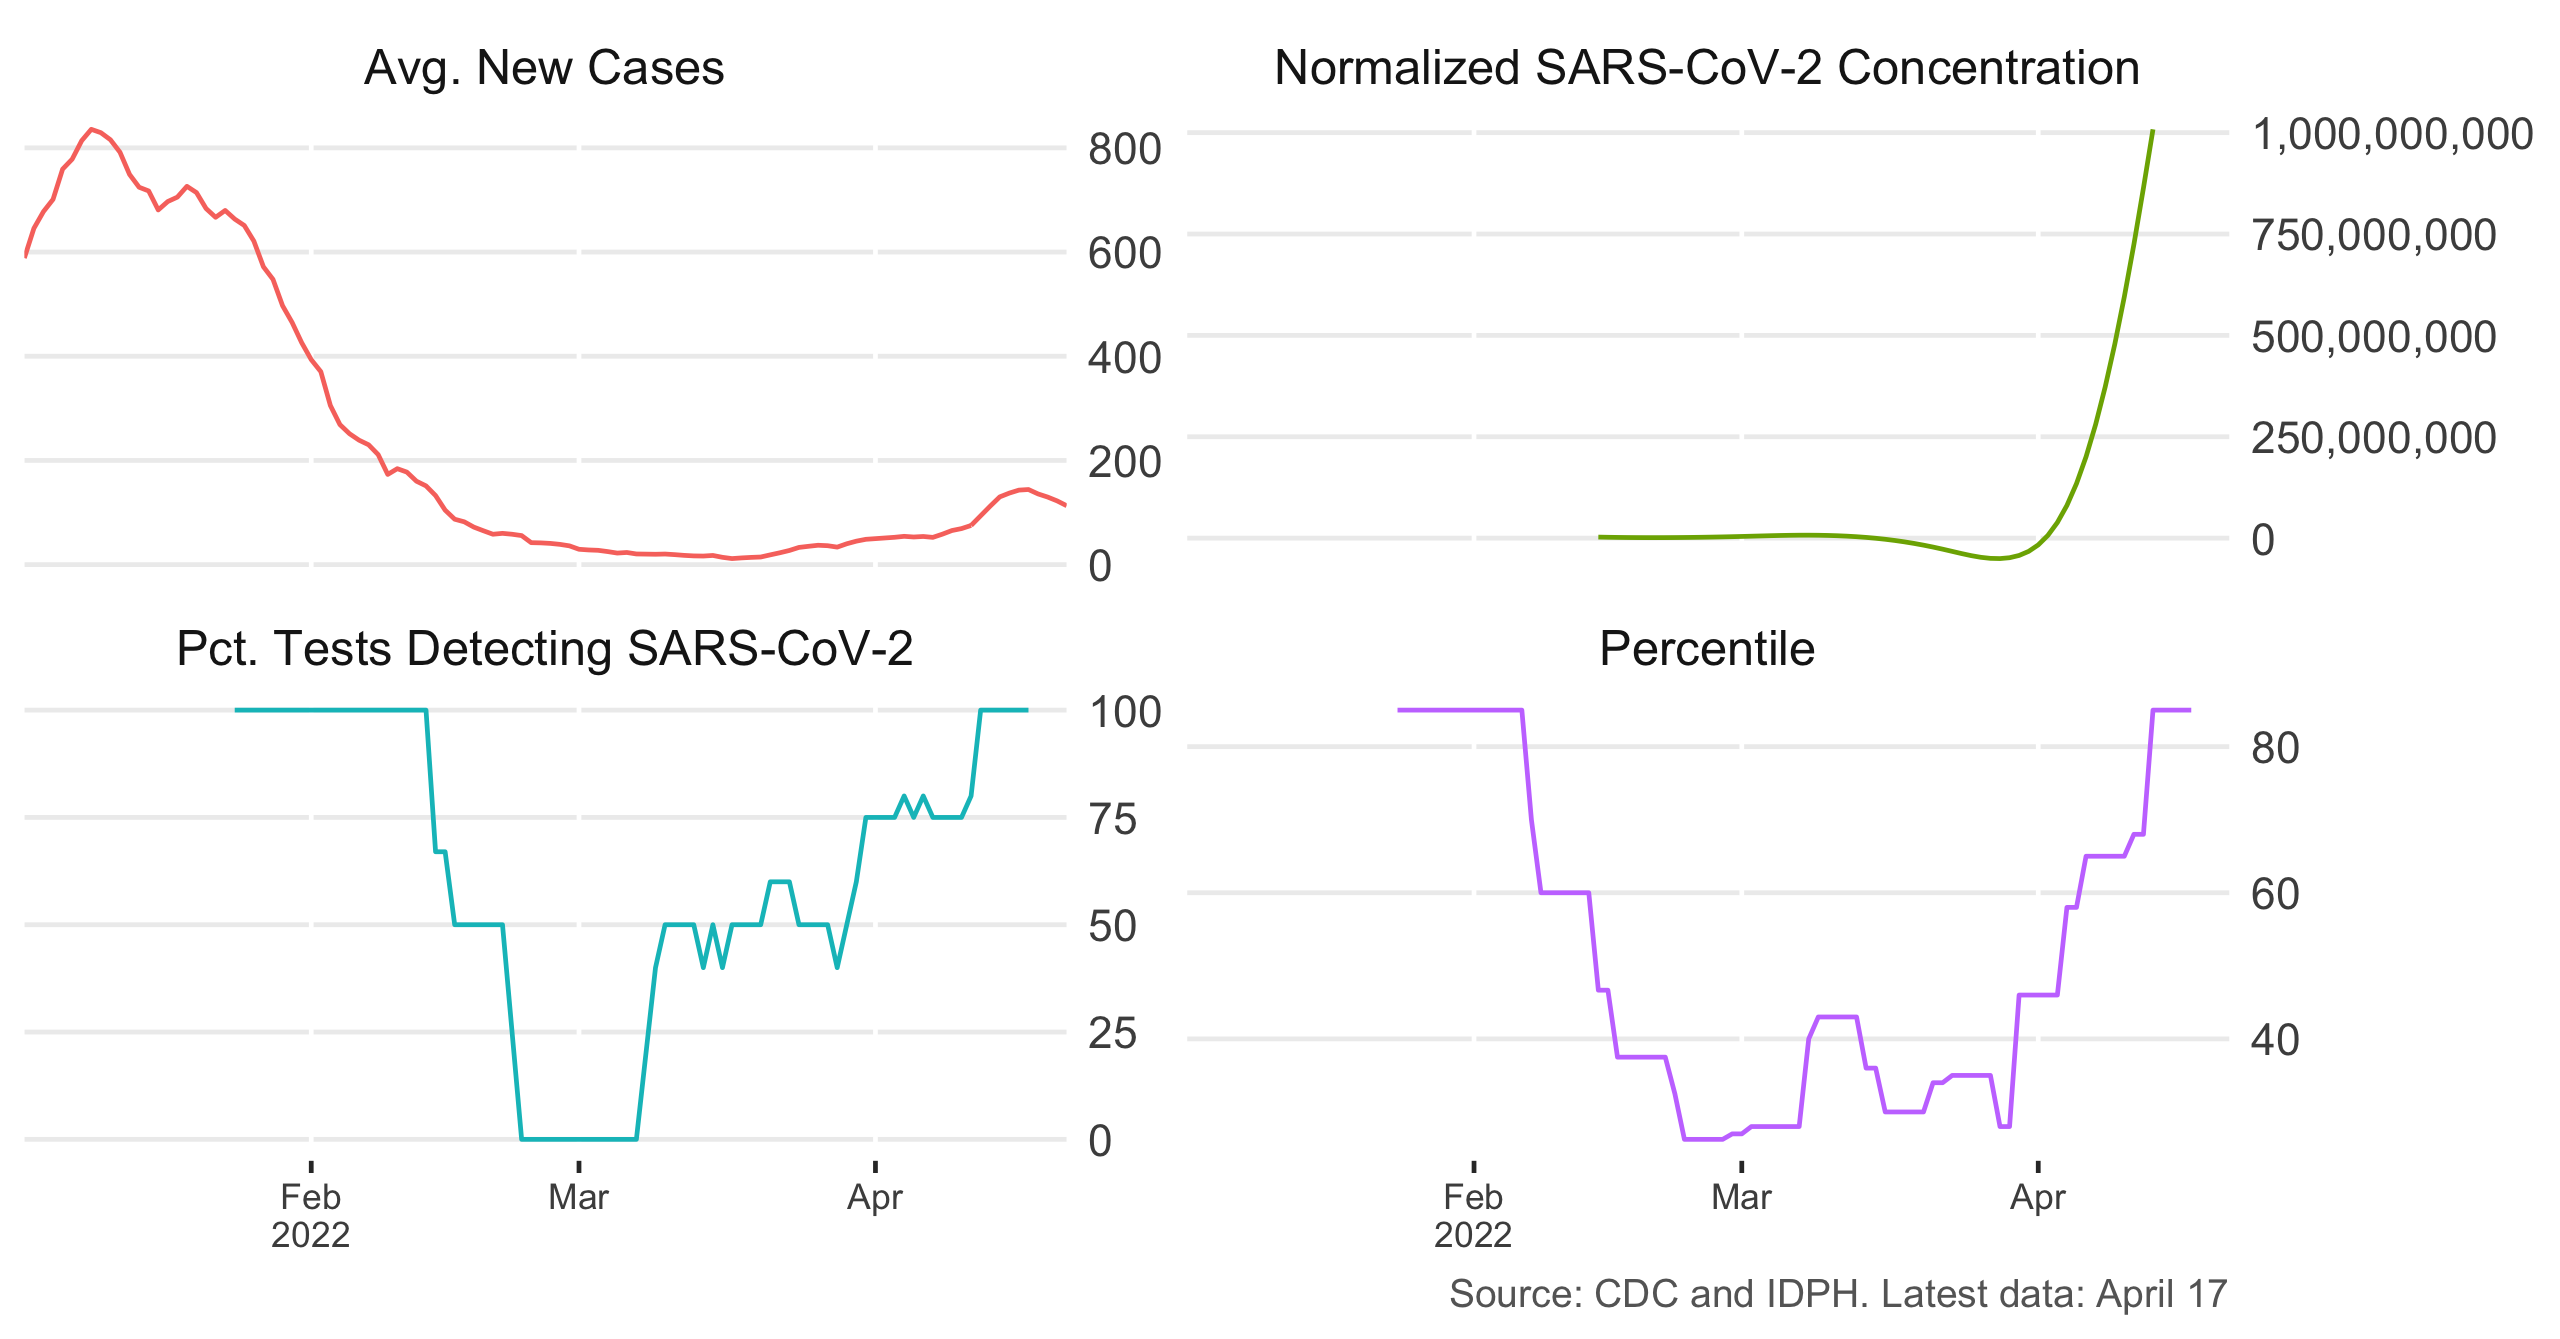 Avg. New Cases
800
600
400
200
0
Normalized SARS-CoV-2 Concentration
1,000,000,000
750,000,000
500,000,000
250,000,000
0
Pct. Tests Detecting SARS-CoV-2
100
75
50
25
0
Feb
2022
Mar
Apr
Percentile
80
60
40
Feb
2022
Mar
Apr
Source: CDC and IDPH. Latest data: April 17